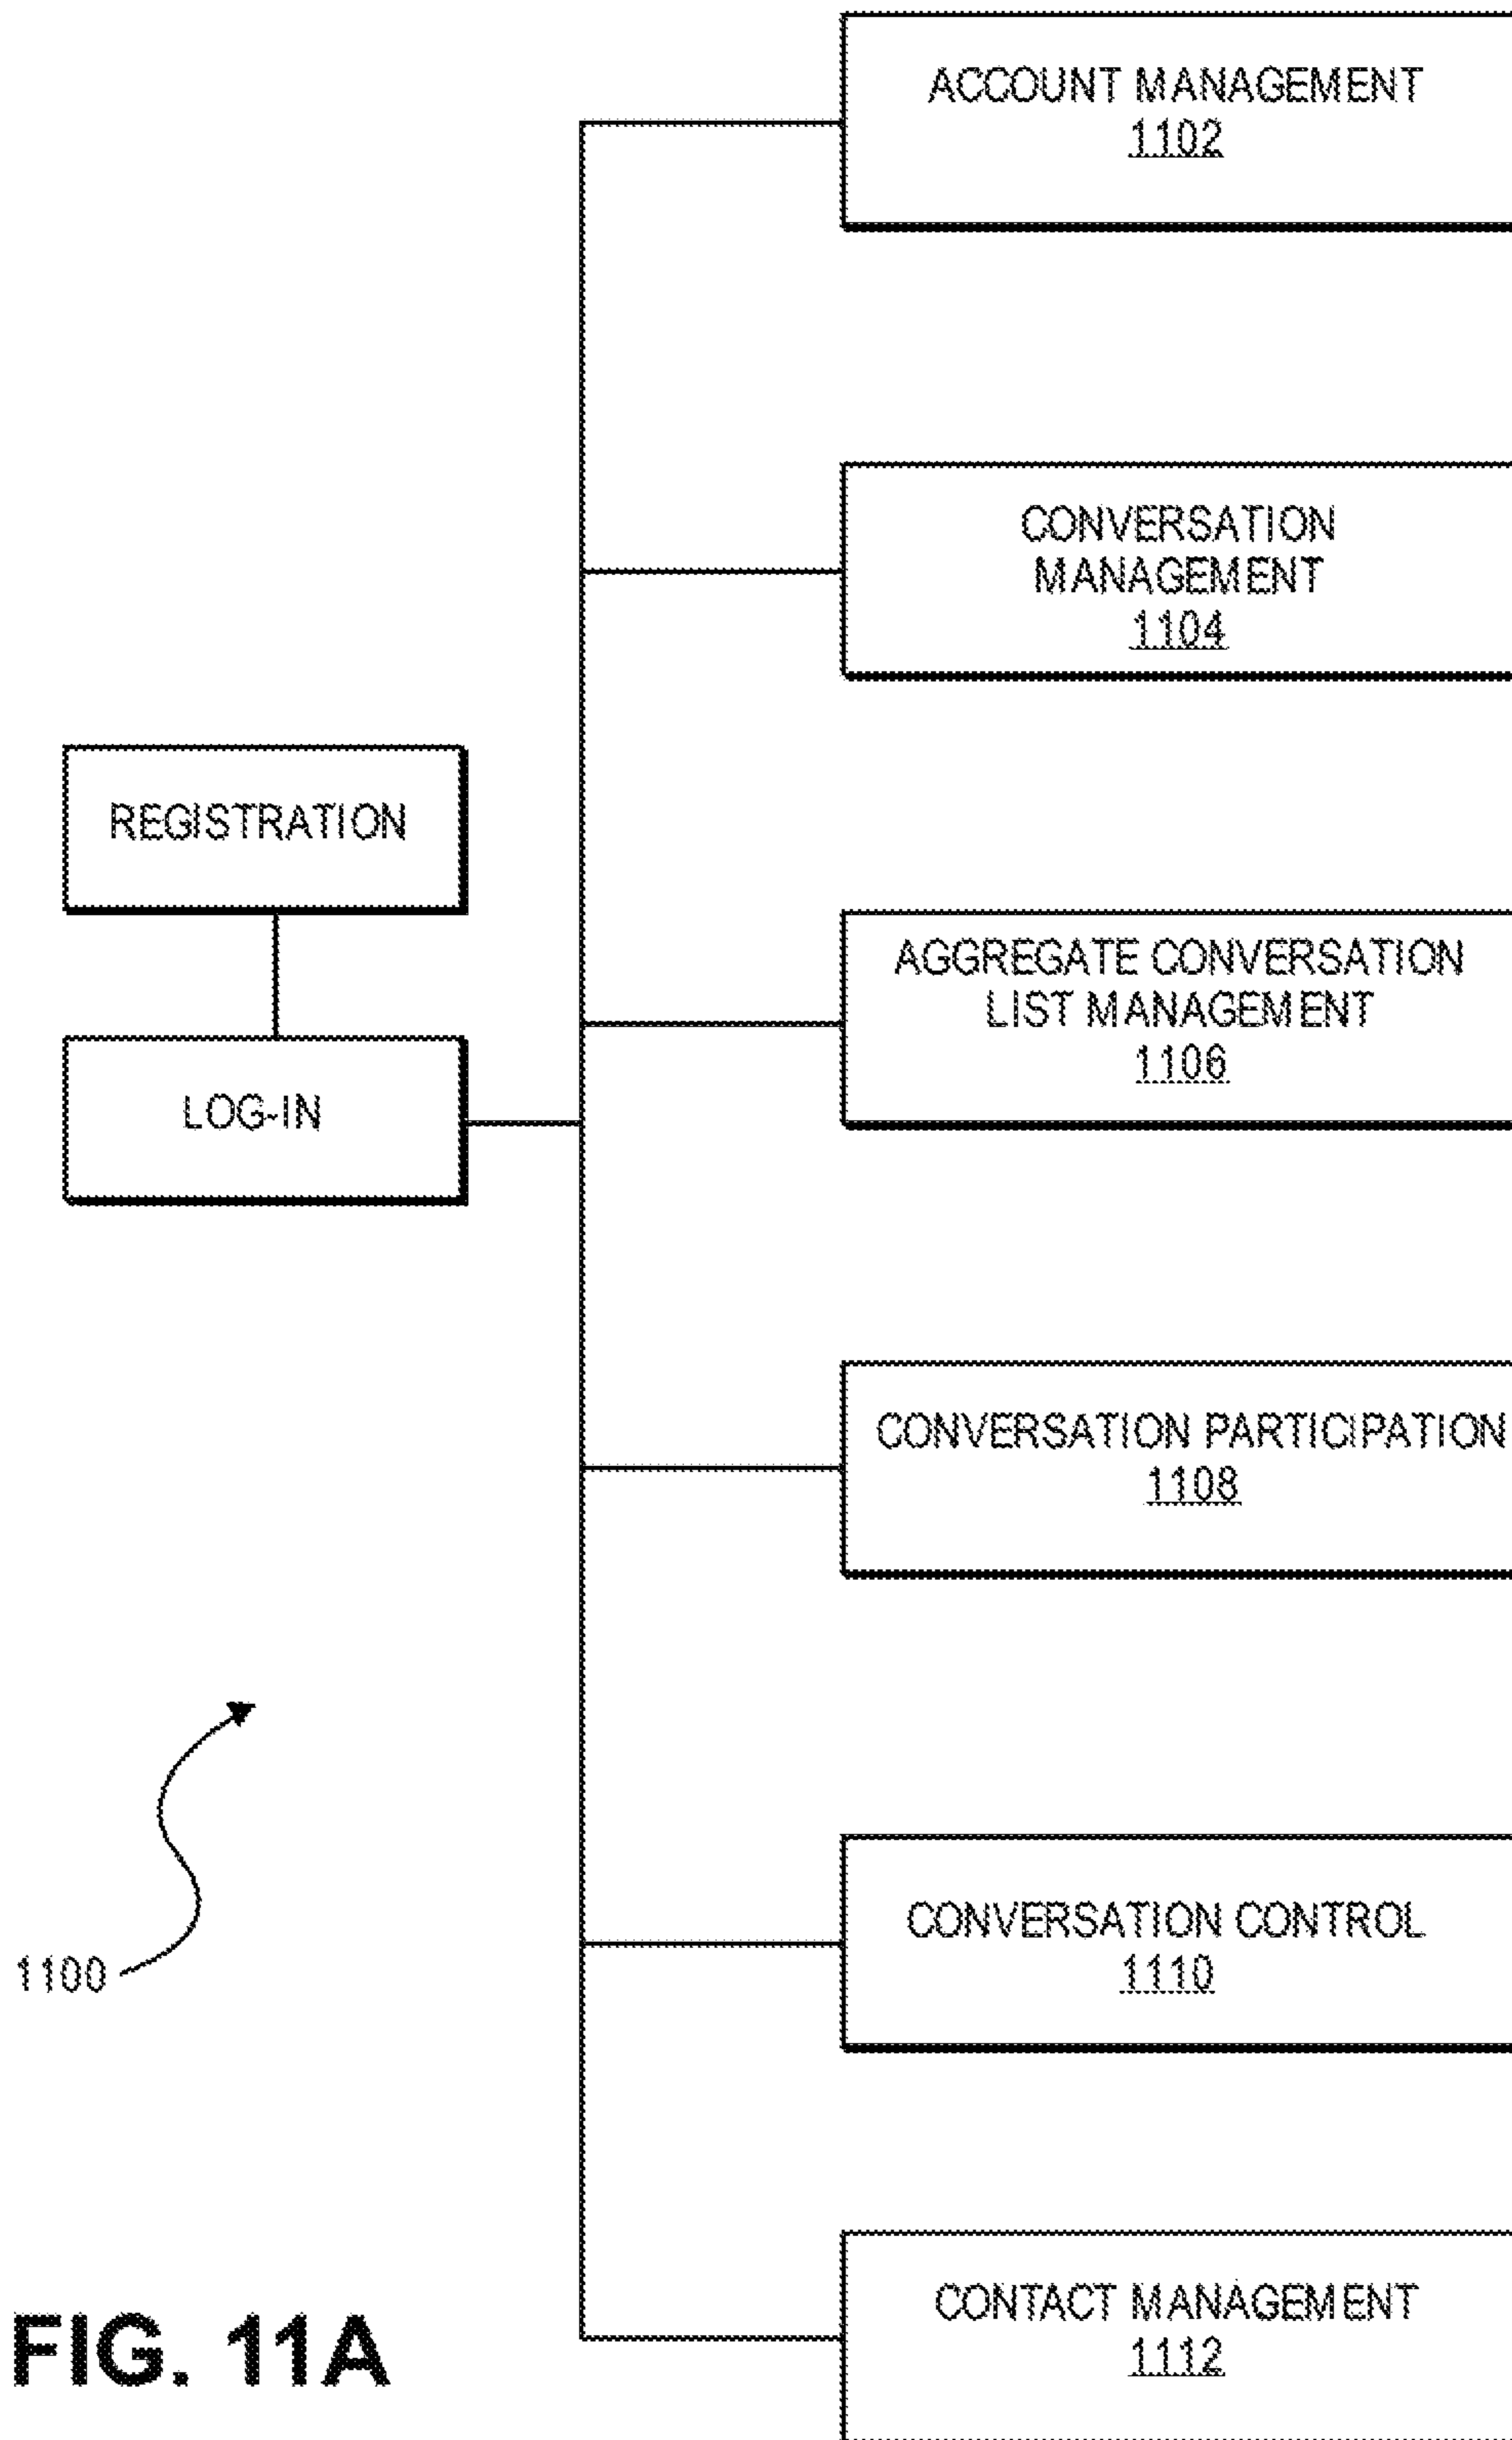 ACCOUNT MANAGEMENT
1102
CONVERSATION
MANAGEMENT
1104
REGISTRATION
AGGREGATE CONVERSATION
LIST MANAGEMENT
1106
LOG-IN
CONVERSATION PARTICIPATION
1108
CONVERSATION CONTROL
1110
1100
CONTACT MANAGEMENT
1112
FIG. 11A